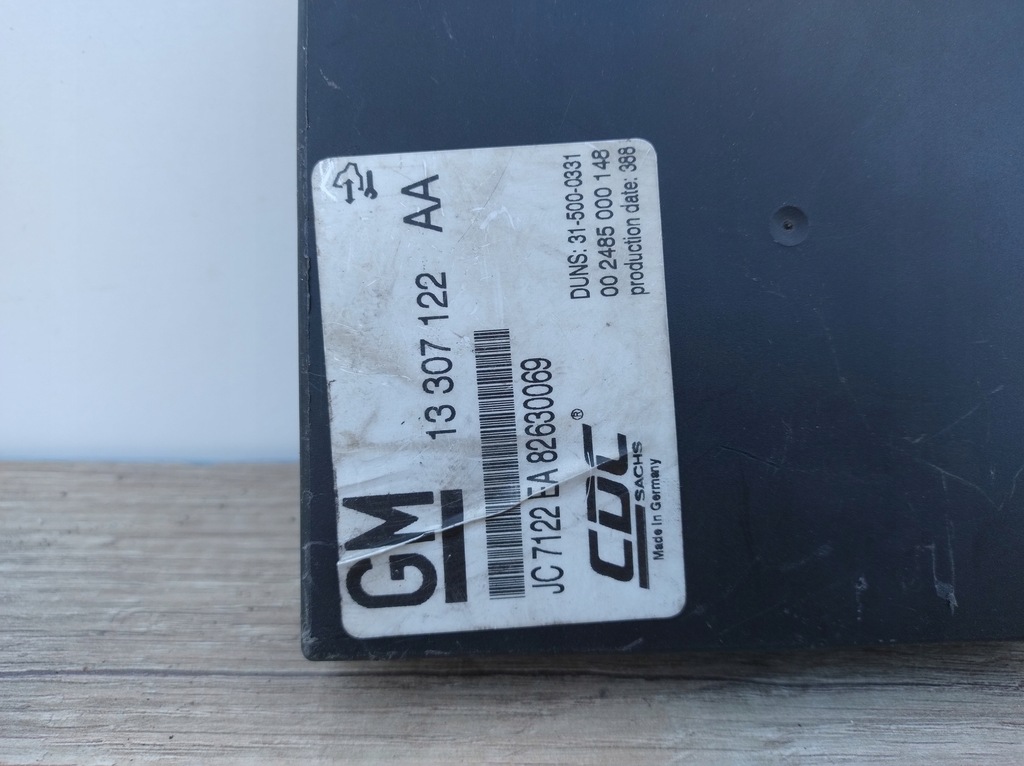 GM
13 307 122 AA
JC 7122 EA 82630069
CDC®
SACHS
Made in Germany
DUNS: 31-500-0331
00 2485 000 148
production date: 388